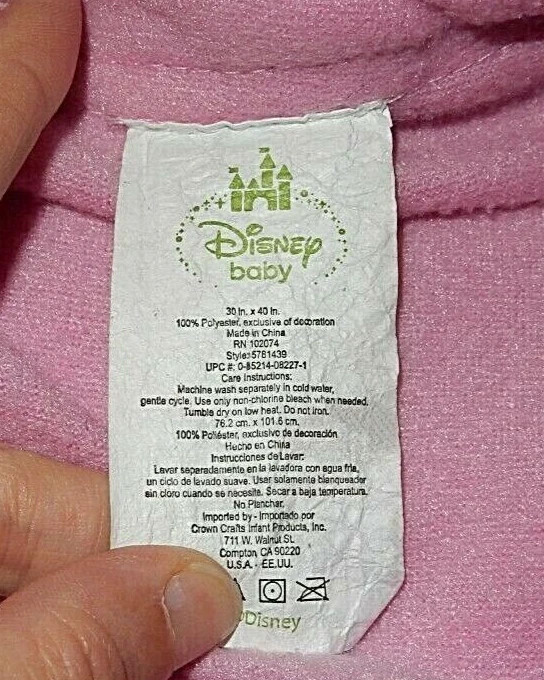 Disney
baby
30 in. x 40 in.
100% Polyester, exclusive of decoration
Made in China
RN 102074
Style: 5781439
UPC #: 0-85214-08227-1
Care Instructions:
Machine wash separately in cold water,
gentle cycle. Use only non-chlorine bleach when needed.
Tumble dry on low heat. Do not iron.
76.2 cm. x 101.6 cm.
100% Poliéster, exclusivo de decoración
Hecho en China
Instrucciones de Lavar:
Lavar separadamente en la lavadora con agua fria,
un ciclo de lavado suave. Usar solamente blanqueador
sin cloro cuando se necesite. Secar a baja temperatura.
No Planchar.
Imported by - Importado por
Crown Crafts Infant Products, Inc.
711 W. Walnut St.
Compton, CA 90220
U.S.A. - EE.UU.
©Disney